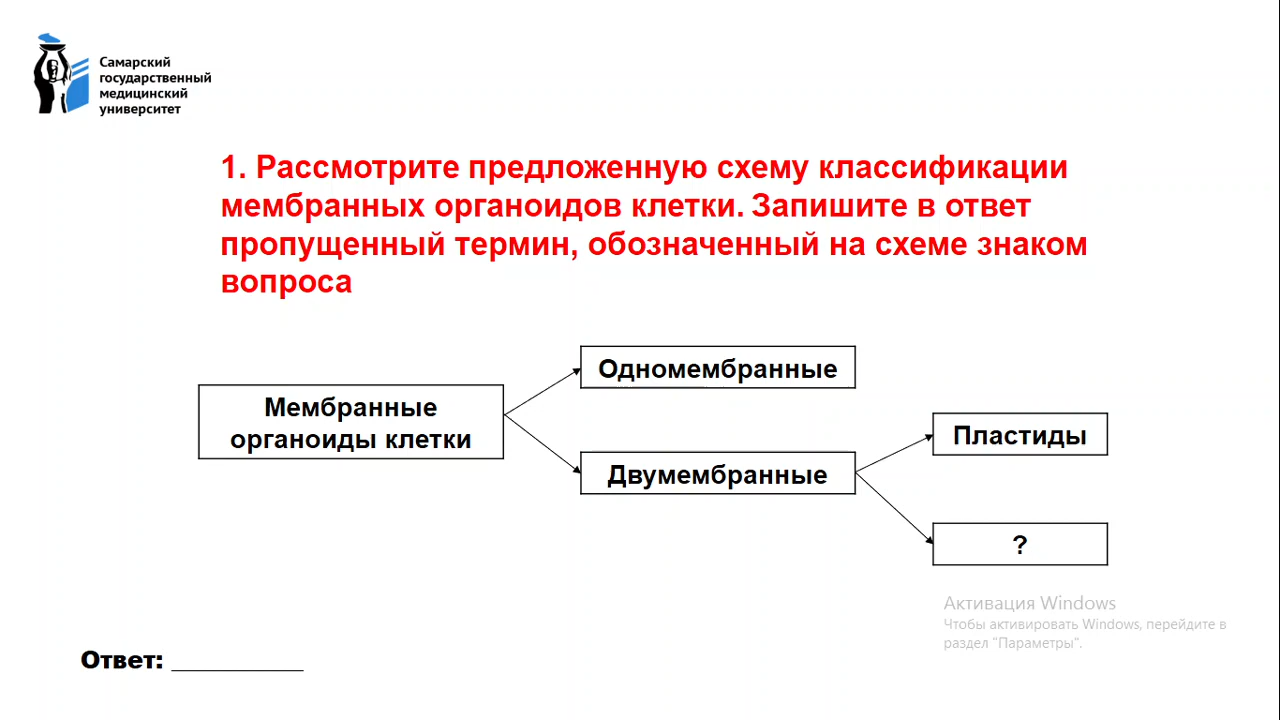 Самарский
государственный
медицинский
университет
1. Рассмотрите предложенную схему классификации
мембранных органоидов клетки. Запишите в ответ
пропущенный термин, обозначенный на схеме знаком
вопроса
Одномембранные
Мембранные
органоиды клетки
Двумембранные
Пластиды
?
Активация Windows
Чтобы активировать Windows, перейдите в
раздел "Параметры".
Ответ: __________